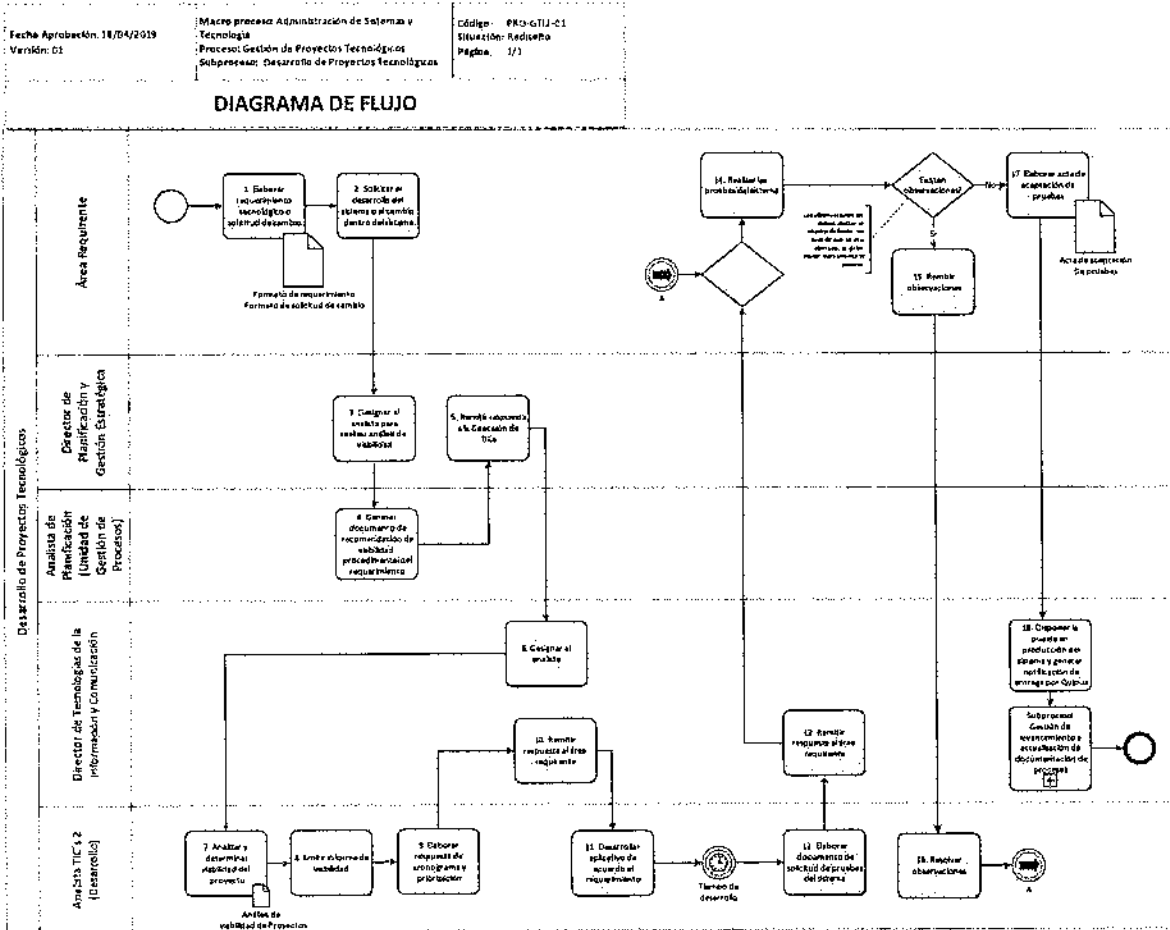 Fecha Aprobación: 18/04/2019
Versión: 01
Macro proceso: Administración de Sistemas y
Tecnología
Proceso: Gestión de Proyectos Tecnológicos
Subproceso: Desarrollo de Proyectos Tecnológicos
Código: PRO-GTIJ-01
Situación: Rediseño
Página: 1/1
DIAGRAMA DE FLUJO
Desarrollo de Proyectos Tecnológicos
Área Requirente
1. Elaborar
requerimiento
tecnológico o
solicitud de cambio
Formato de requerimiento
Formato de solicitud de cambio
2. Solicitar el
desarrollo del
sistema o el cambio
dentro del sistema
A
14. Realizar las
pruebas del sistema
Existen
observaciones?
No
Si
15. Remitir
observaciones
17. Elaborar acta de
aceptación de
pruebas
Acta de aceptación
de pruebas
Director de
Planificación y
Gestión Estratégica
3. Designar al
analista para
realizar análisis de
viabilidad
5. Remitir respuesta
a la Dirección de
TICs
Analista de
Planificación
(Unidad de
Gestión de
Procesos)
4. Generar
documento de
recomendación de
viabilidad
procedimental del
requerimiento
Director de Tecnologías de la
Información y Comunicación
6. Designar al
analista
10. Remitir
respuesta al área
requirente
13. Remitir
respuesta al área
requirente
18. Disponer la
puesta en
producción del
sistema y generar
notificación de
entrega por Quipux
Subproceso:
Gestión de
levantamiento o
actualización de
documentación de
procesos
Analista TIC's 2
(Desarrollo)
7. Analizar y
determinar
viabilidad del
proyecto
Análisis de
viabilidad de Proyectos
8. Emitir informe de
viabilidad
9. Elaborar
respuesta de
cronograma y
priorización
11. Desarrollar
aplicativo de
acuerdo al
requerimiento
Tiempo de
desarrollo
12. Elaborar
documento de
solicitud de pruebas
del sistema
16. Resolver
observaciones
A